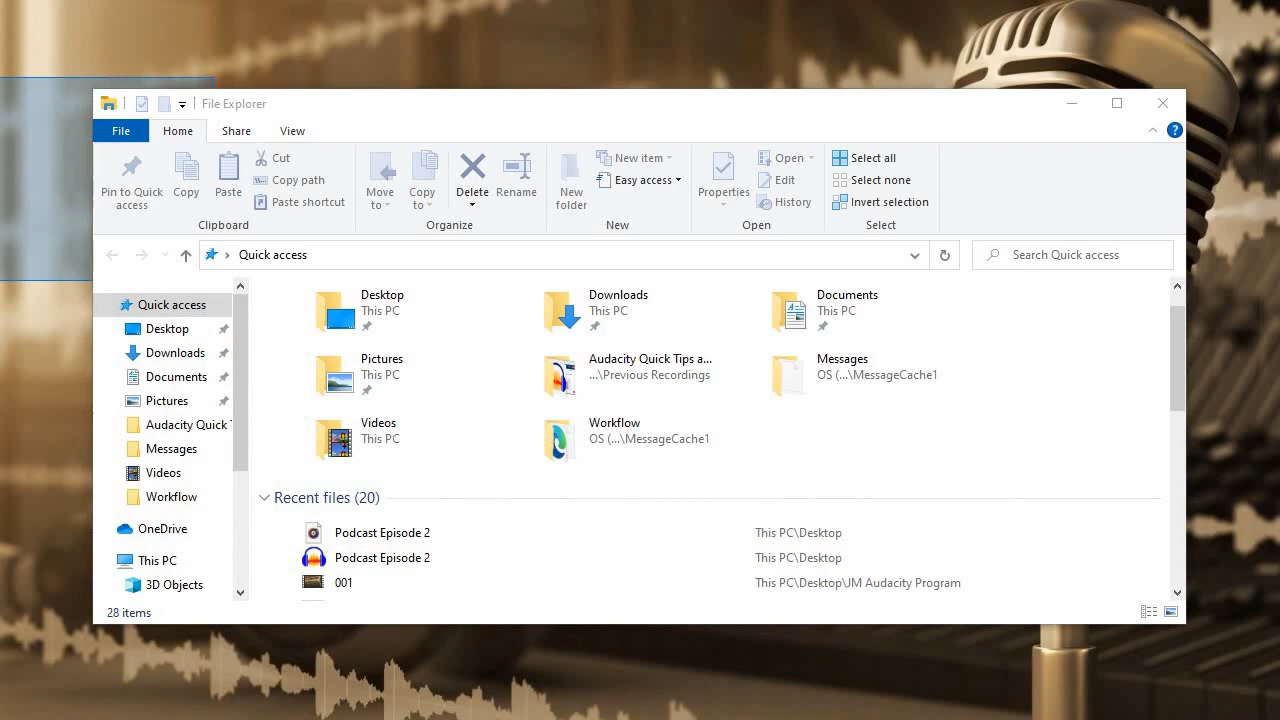 File Explorer
File Home Share View
Pin to Quick access
Copy
Paste
Cut
Copy path
Paste shortcut
Clipboard
Move to
Copy to
Delete
Rename
Organize
New folder
New item
Easy access
New
Properties
Open
Edit
History
Open
Select all
Select none
Invert selection
Select
Quick access
Search Quick access
Quick access
Desktop
Downloads
Documents
Pictures
Audacity Quick
Messages
Videos
Workflow
OneDrive
This PC
3D Objects
Desktop
This PC
Downloads
This PC
Documents
This PC
Pictures
This PC
Audacity Quick Tips a...
...\Previous Recordings
Messages
OS (...\MessageCache1
Videos
This PC
Workflow
OS (...\MessageCache1
Recent files (20)
Podcast Episode 2 This PC\Desktop
Podcast Episode 2 This PC\Desktop
001 This PC\Desktop\JM Audacity Program
28 items